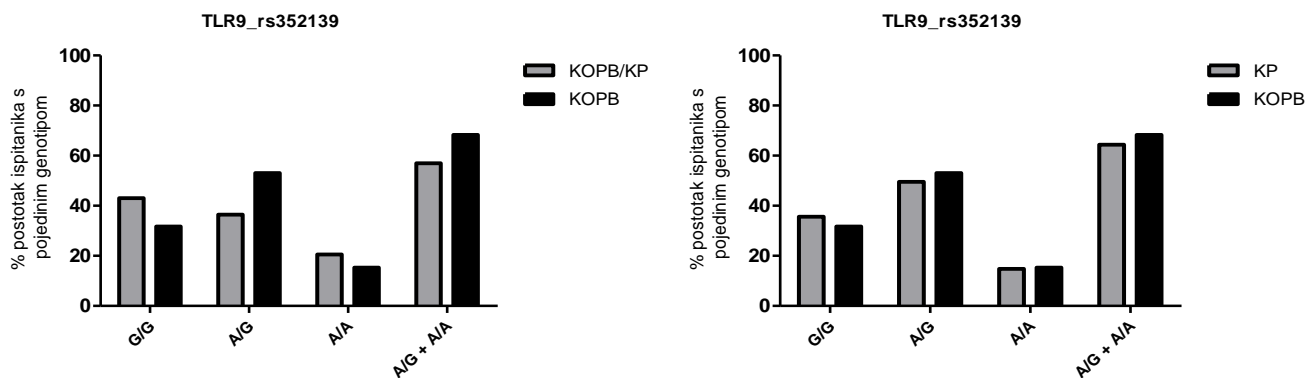 TLR9_rs352139
% postotak ispitanika s
pojedinim genotipom
100
80
60
40
20
0
G/G
A/G
A/A
A/G + A/A
KOPB/KP
KOPB
TLR9_rs352139
% postotak ispitanika s
pojedinim genotipom
100
80
60
40
20
0
G/G
A/G
A/A
A/G + A/A
KP
KOPB